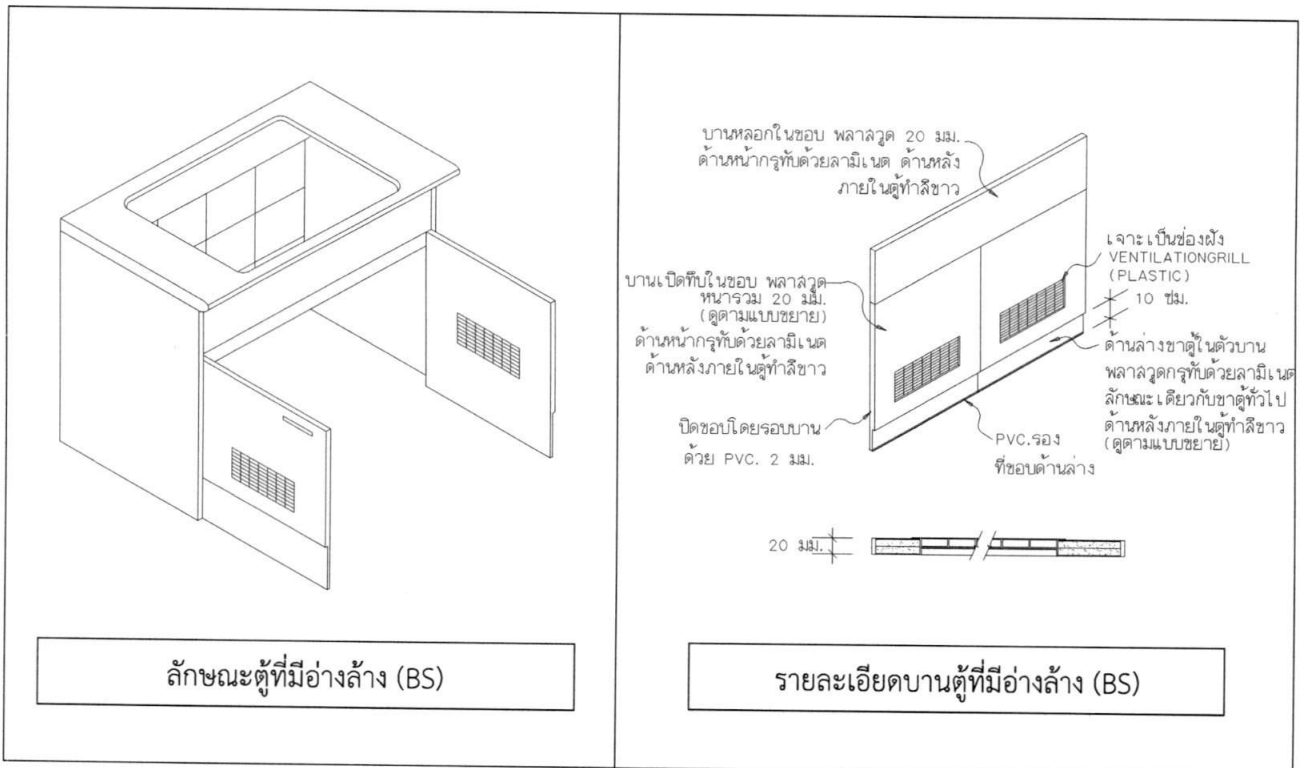 บานหลอกในขอบ พลาสวูด 20 มม.
ด้านหน้ากรุทับด้วยลามิเนต ด้านหลัง
ภายในตู้ทำสีขาว
เจาะเป็นช่องฝัง
VENTILATIONGRILL
(PLASTIC)
10 ซม.
บานเปิดทึบในขอบ พลาสวูด
หนารวม 20 มม.
(ดูตามแบบขยาย)
ด้านหน้ากรุทับด้วยลามิเนต
ด้านหลังภายในตู้ทำสีขาว
ด้านล่างขาตู้ในตัวบาน
พลาสวูดกรุทับด้วยลามิเนต
ลักษณะเดียวกับขาตู้ทั่วไป
ด้านหลังภายในตู้ทำสีขาว
(ดูตามแบบขยาย)
ปิดขอบโดยรอบบาน
ด้วย PVC. 2 มม.
PVC.รอง
ที่ขอบด้านล่าง
20 มม.
ลักษณะตู้ที่มีอ่างล้าง (BS)
รายละเอียดบานตู้ที่มีอ่างล้าง (BS)